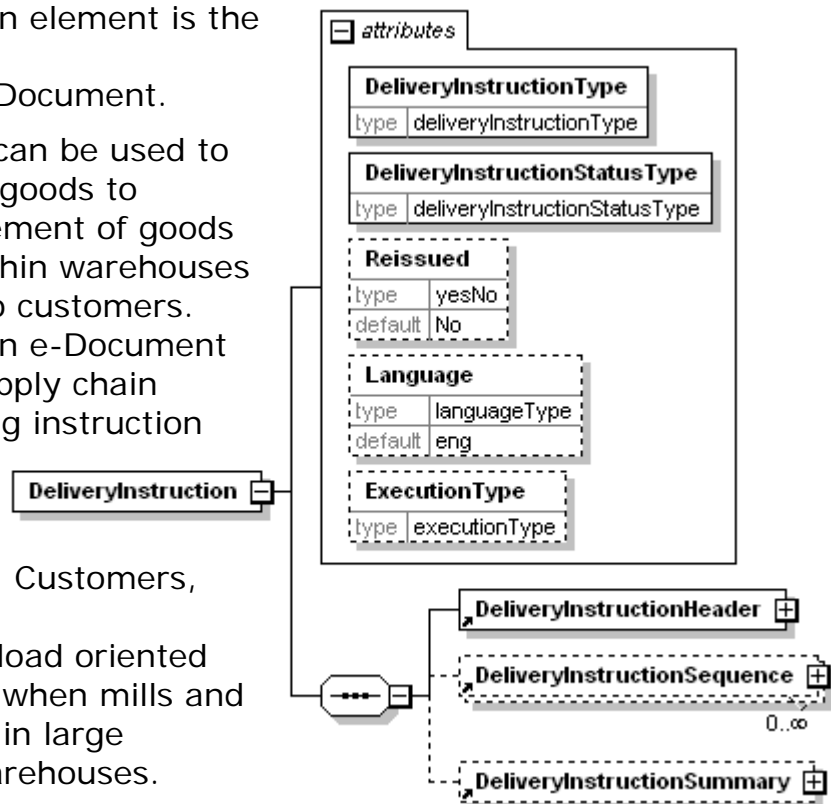 n element is the
Document.
can be used to
goods to
ement of goods
hin warehouses
o customers.
n e-Document
pply chain
g instruction
Customers,
load oriented
when mills and
in large
arehouses.
attributes
DeliveryInstructionType
type deliveryInstructionType
DeliveryInstructionStatusType
type deliveryInstructionStatusType
Reissued
type yesNo
default No
Language
type languageType
default eng
ExecutionType
type executionType
DeliveryInstruction
DeliveryInstructionHeader
DeliveryInstructionSequence
0..∞
DeliveryInstructionSummary